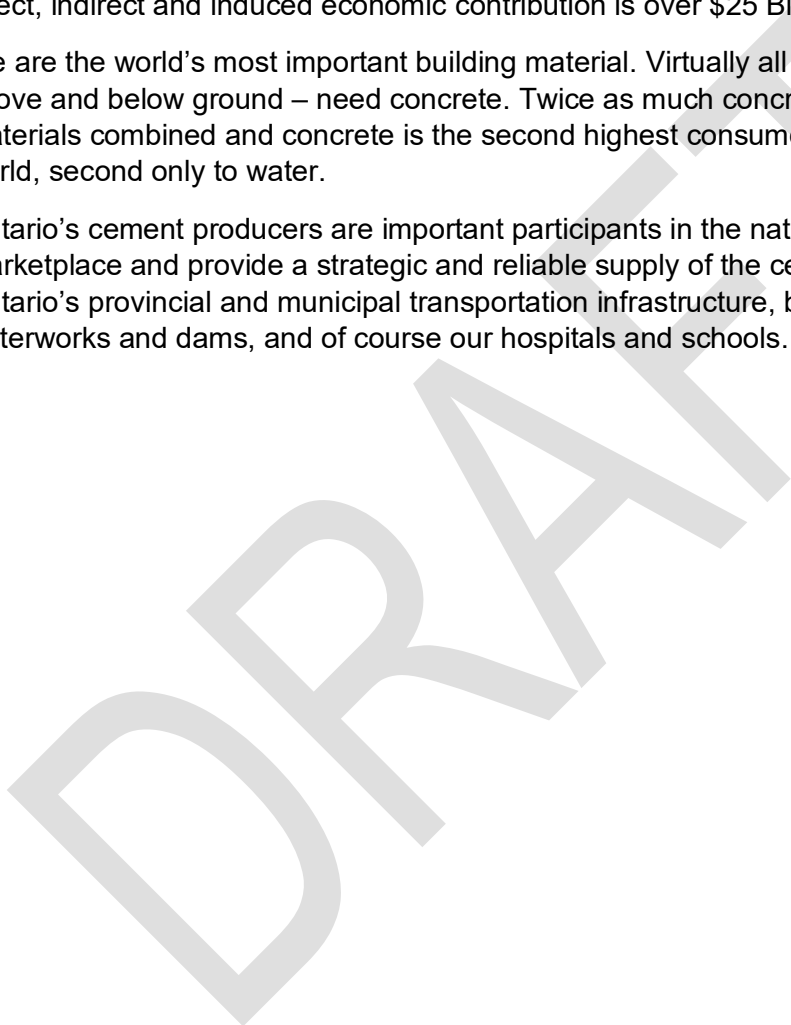 ect, indirect and induced economic contribution is over $25 Bi
e are the world’s most important building material. Virtually all
ove and below ground – need concrete. Twice as much concr
terials combined and concrete is the second highest consume
rld, second only to water.
tario’s cement producers are important participants in the nat
rketplace and provide a strategic and reliable supply of the ce
tario’s provincial and municipal transportation infrastructure, b
terworks and dams, and of course our hospitals and schools.
DRAFT